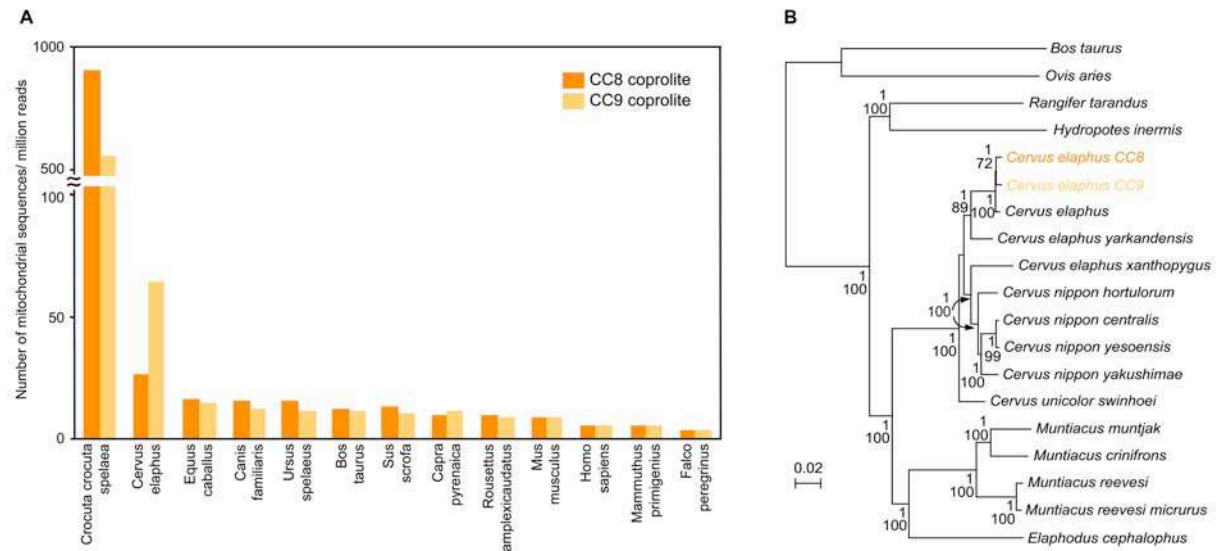 A
Number of mitochondrial sequences/ million reads
1000
500
100
50
0
CC8 coprolite
CC9 coprolite
Crocuta crocuta
spelaea
Cervus
elaphus
Equus
caballus
Canis
familiaris
Ursus
spelaeus
Bos
taurus
Sus
scrofa
Capra
pyrenaica
Rousettus
amplexicaudatus
Mus
musculus
Homo
sapiens
Mammuthus
primigenius
Falco
peregrinus
B
Bos taurus
Ovis aries
1
100
Rangifer tarandus
Hydropotes inermis
1
72
Cervus elaphus CC8
Cervus elaphus CC9
1
89
1
100
Cervus elaphus
Cervus elaphus yarkandensis
Cervus elaphus xanthopygus
1
100
1
100
Cervus nippon hortulorum
Cervus nippon centralis
1
99
Cervus nippon yesoensis
1
100
1
100
Cervus nippon yakushimae
Cervus unicolor swinhoei
1
100
Muntiacus muntjak
1
100
Muntiacus crinifrons
1
100
0.02
Muntiacus reevesi
1
100
Muntiacus reevesi micrurus
1
100
Elaphodus cephalophus